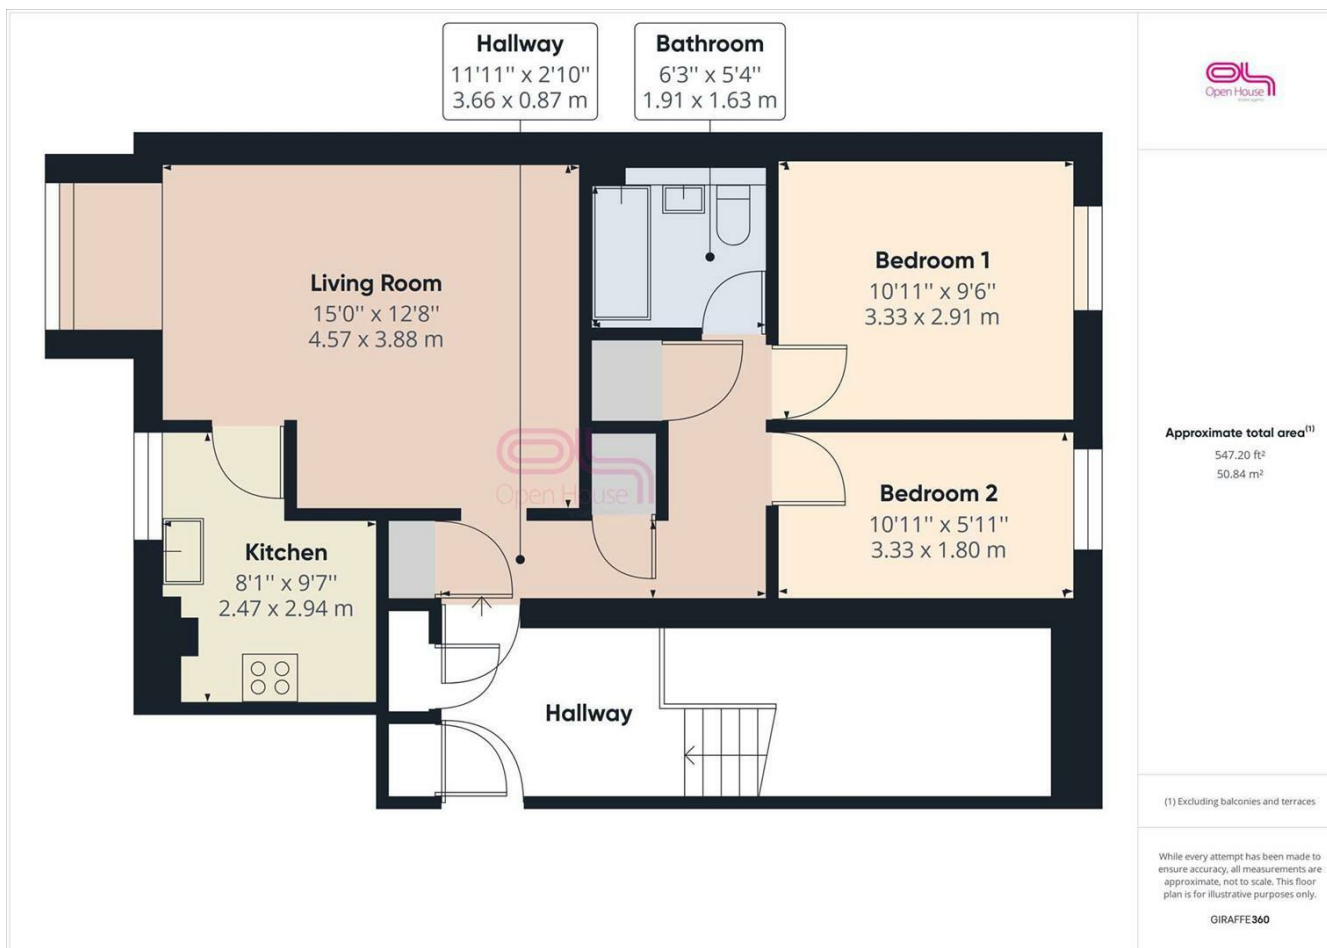 Hallway
11'11'' x 2'10''
3.66 x 0.87 m
Bathroom
6'3'' x 5'4''
1.91 x 1.63 m
Living Room
15'0'' x 12'8''
4.57 x 3.88 m
Bedroom 1
10'11'' x 9'6''
3.33 x 2.91 m
Bedroom 2
10'11'' x 5'11''
3.33 x 1.80 m
Kitchen
8'1'' x 9'7''
2.47 x 2.94 m
Hallway
Open House
Open House
Approximate total area(1)
547.20 ft²
50.84 m²
(1) Excluding balconies and terraces
While every attempt has been made to
ensure accuracy, all measurements are
approximate, not to scale. This floor
plan is for illustrative purposes only.
GIRAFFE360